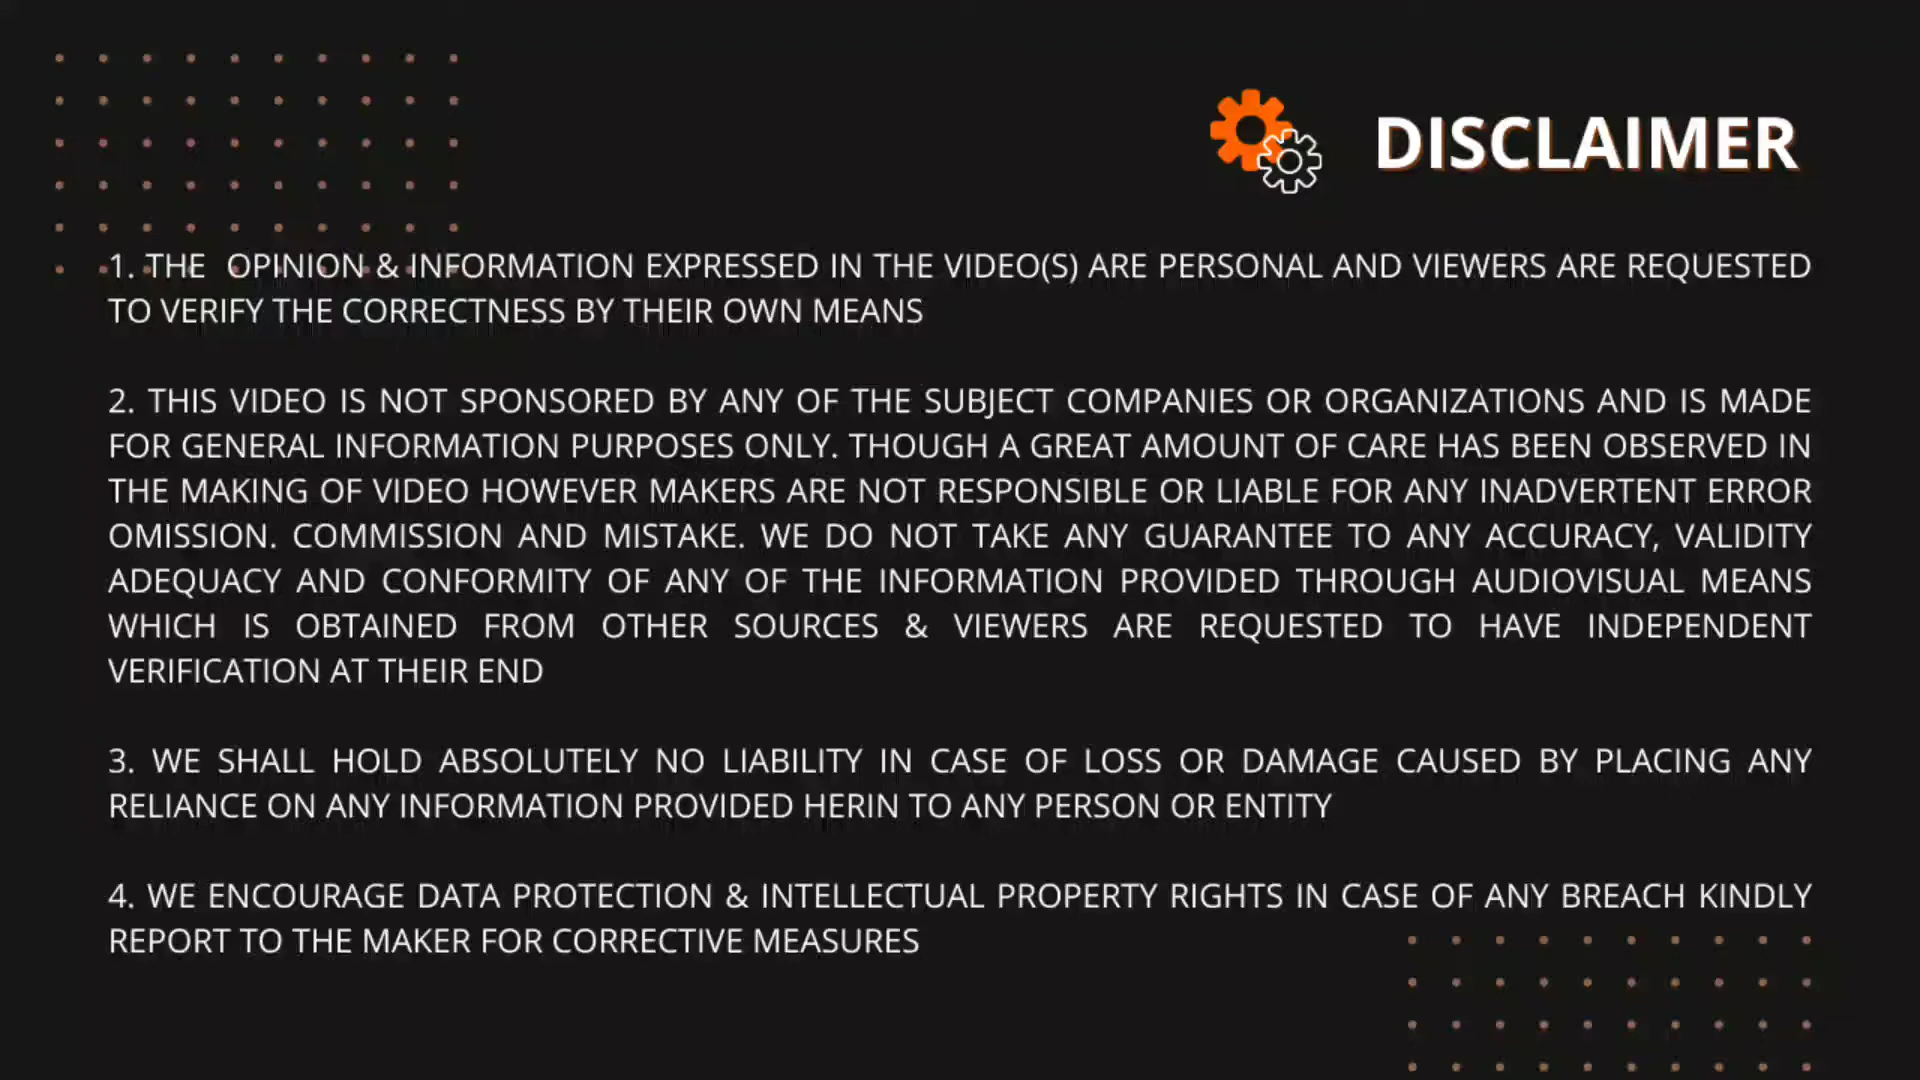 DISCLAIMER
1. THE OPINION & INFORMATION EXPRESSED IN THE VIDEO(S) ARE PERSONAL AND VIEWERS ARE REQUESTED
TO VERIFY THE CORRECTNESS BY THEIR OWN MEANS
2. THIS VIDEO IS NOT SPONSORED BY ANY OF THE SUBJECT COMPANIES OR ORGANIZATIONS AND IS MADE
FOR GENERAL INFORMATION PURPOSES ONLY. THOUGH A GREAT AMOUNT OF CARE HAS BEEN OBSERVED IN
THE MAKING OF VIDEO HOWEVER MAKERS ARE NOT RESPONSIBLE OR LIABLE FOR ANY INADVERTENT ERROR
OMISSION. COMMISSION AND MISTAKE. WE DO NOT TAKE ANY GUARANTEE TO ANY ACCURACY, VALIDITY
ADEQUACY AND CONFORMITY OF ANY OF THE INFORMATION PROVIDED THROUGH AUDIOVISUAL MEANS
WHICH IS OBTAINED FROM OTHER SOURCES & VIEWERS ARE REQUESTED TO HAVE INDEPENDENT
VERIFICATION AT THEIR END
3. WE SHALL HOLD ABSOLUTELY NO LIABILITY IN CASE OF LOSS OR DAMAGE CAUSED BY PLACING ANY
RELIANCE ON ANY INFORMATION PROVIDED HERIN TO ANY PERSON OR ENTITY
4. WE ENCOURAGE DATA PROTECTION & INTELLECTUAL PROPERTY RIGHTS IN CASE OF ANY BREACH KINDLY
REPORT TO THE MAKER FOR CORRECTIVE MEASURES